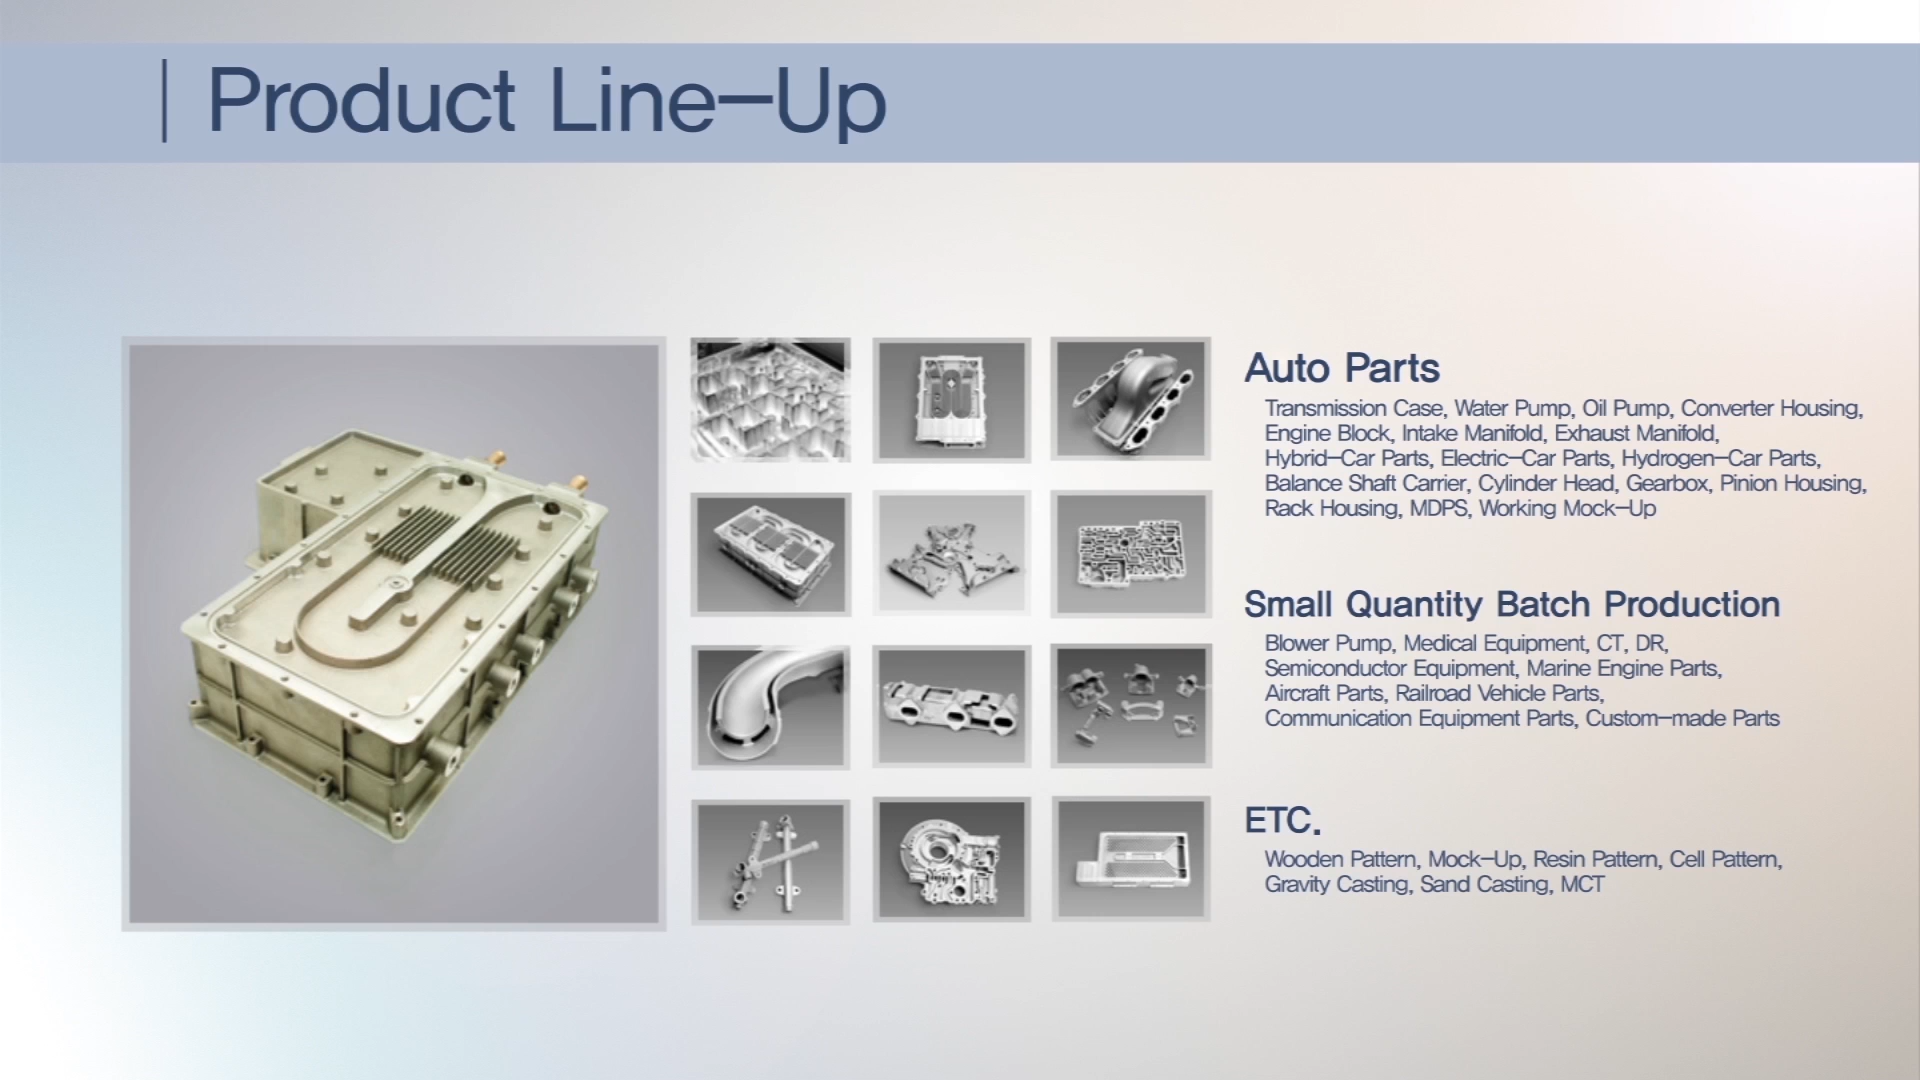 Product Line-Up
Auto Parts
Transmission Case, Water Pump, Oil Pump, Converter Housing,
Engine Block, Intake Manifold, Exhaust Manifold,
Hybrid-Car Parts, Electric-Car Parts, Hydrogen-Car Parts,
Balance Shaft Carrier, Cylinder Head, Gearbox, Pinion Housing,
Rack Housing, MDPS, Working Mock-Up
Small Quantity Batch Production
Blower Pump, Medical Equipment, CT, DR,
Semiconductor Equipment, Marine Engine Parts,
Aircraft Parts, Railroad Vehicle Parts,
Communication Equipment Parts, Custom-made Parts
ETC.
Wooden Pattern, Mock-Up, Resin Pattern, Cell Pattern,
Gravity Casting, Sand Casting, MCT